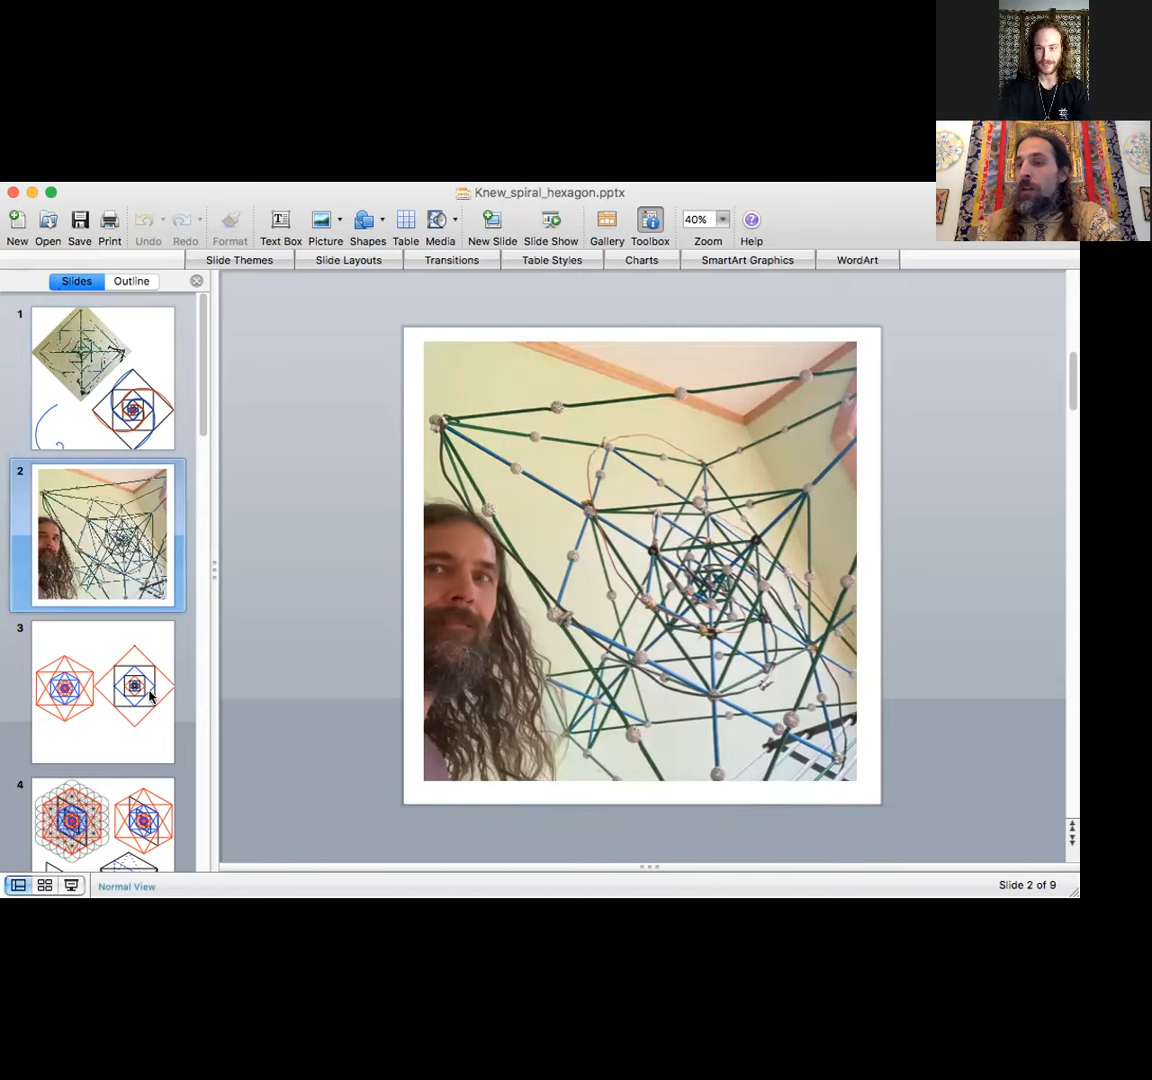 Knew_spiral_hexagon.pptx
New Open Save Print Undo Redo Format Text Box Picture Shapes Table Media New Slide Slide Show Gallery Toolbox 40% Zoom Help
Slide Themes Slide Layouts Transitions Table Styles Charts SmartArt Graphics WordArt
Slides Outline
1
2
3
4
Normal View Slide 2 of 9